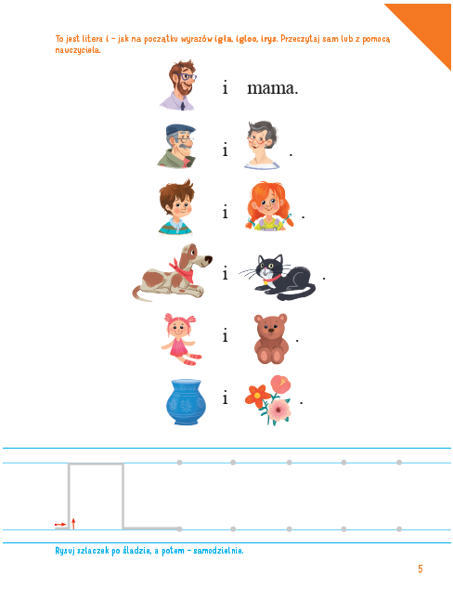 To jest litera i – jak na początku wyrazów igła, igloo, irys. Przeczytaj sam lub z pomocą
nauczyciela.
i mama.
i .
i .
i .
i .
i .
Rysuj szlaczek po śladzie, a potem – samodzielnie.
5